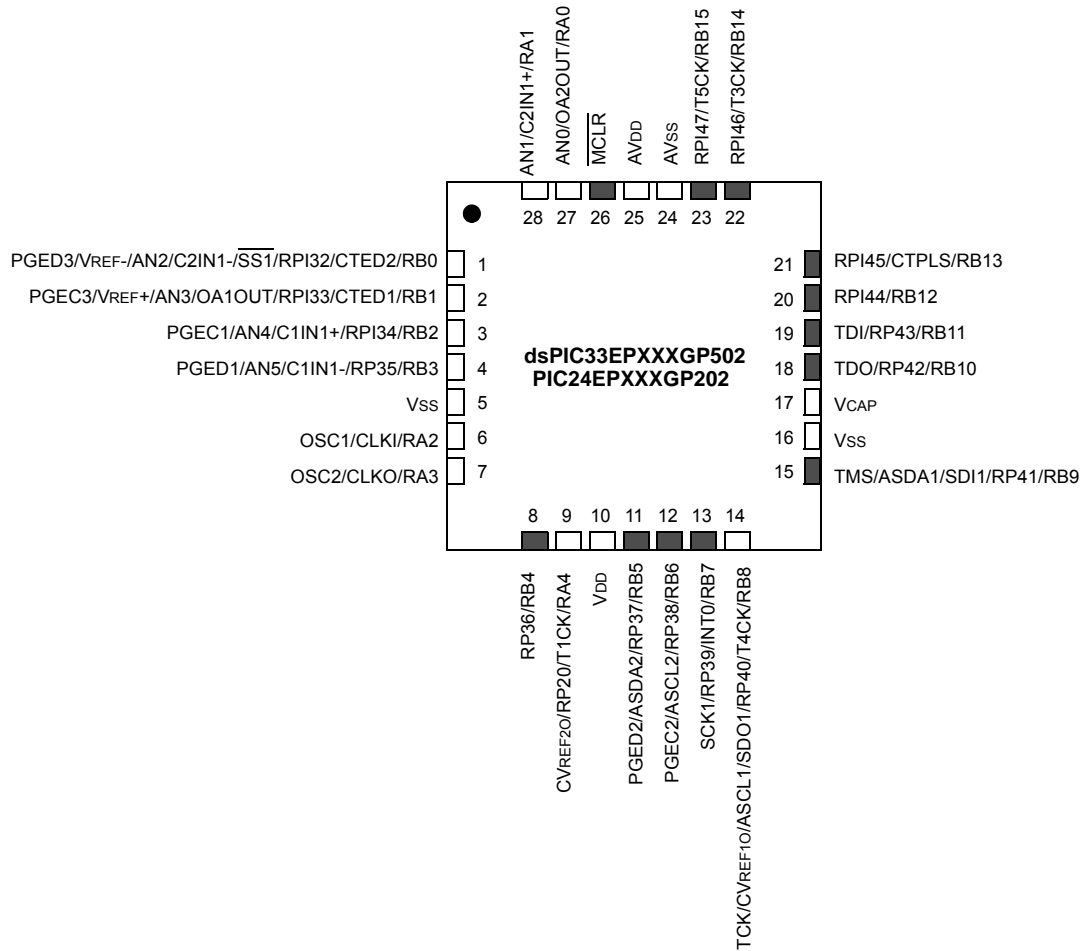 AN1/C2IN1+/RA1
AN0/OA2OUT/RA0
MCLR
AVDD
AVSS
RPI47/T5CK/RB15
RPI46/T3CK/RB14
28 27 26 25 24 23 22
PGED3/VREF-/AN2/C2IN1-/SS1/RPI32/CTED2/RB0 1
PGEC3/VREF+/AN3/OA1OUT/RPI33/CTED1/RB1 2
PGEC1/AN4/C1IN1+/RPI34/RB2 3
PGED1/AN5/C1IN1-/RP35/RB3 4
VSS 5
OSC1/CLKI/RA2 6
OSC2/CLKO/RA3 7
dsPIC33EPXXXGP502
PIC24EPXXXGP202
21 RPI45/CTPLS/RB13
20 RPI44/RB12
19 TDI/RP43/RB11
18 TDO/RP42/RB10
17 VCAP
16 VSS
15 TMS/ASDA1/SDI1/RP41/RB9
8 9 10 11 12 13 14
RP36/RB4
CVREF2O/RP20/T1CK/RA4
VDD
PGED2/ASDA2/RP37/RB5
PGEC2/ASCL2/RP38/RB6
SCK1/RP39/INT0/RB7
TCK/CVREF1O/ASCL1/SDO1/RP40/T4CK/RB8